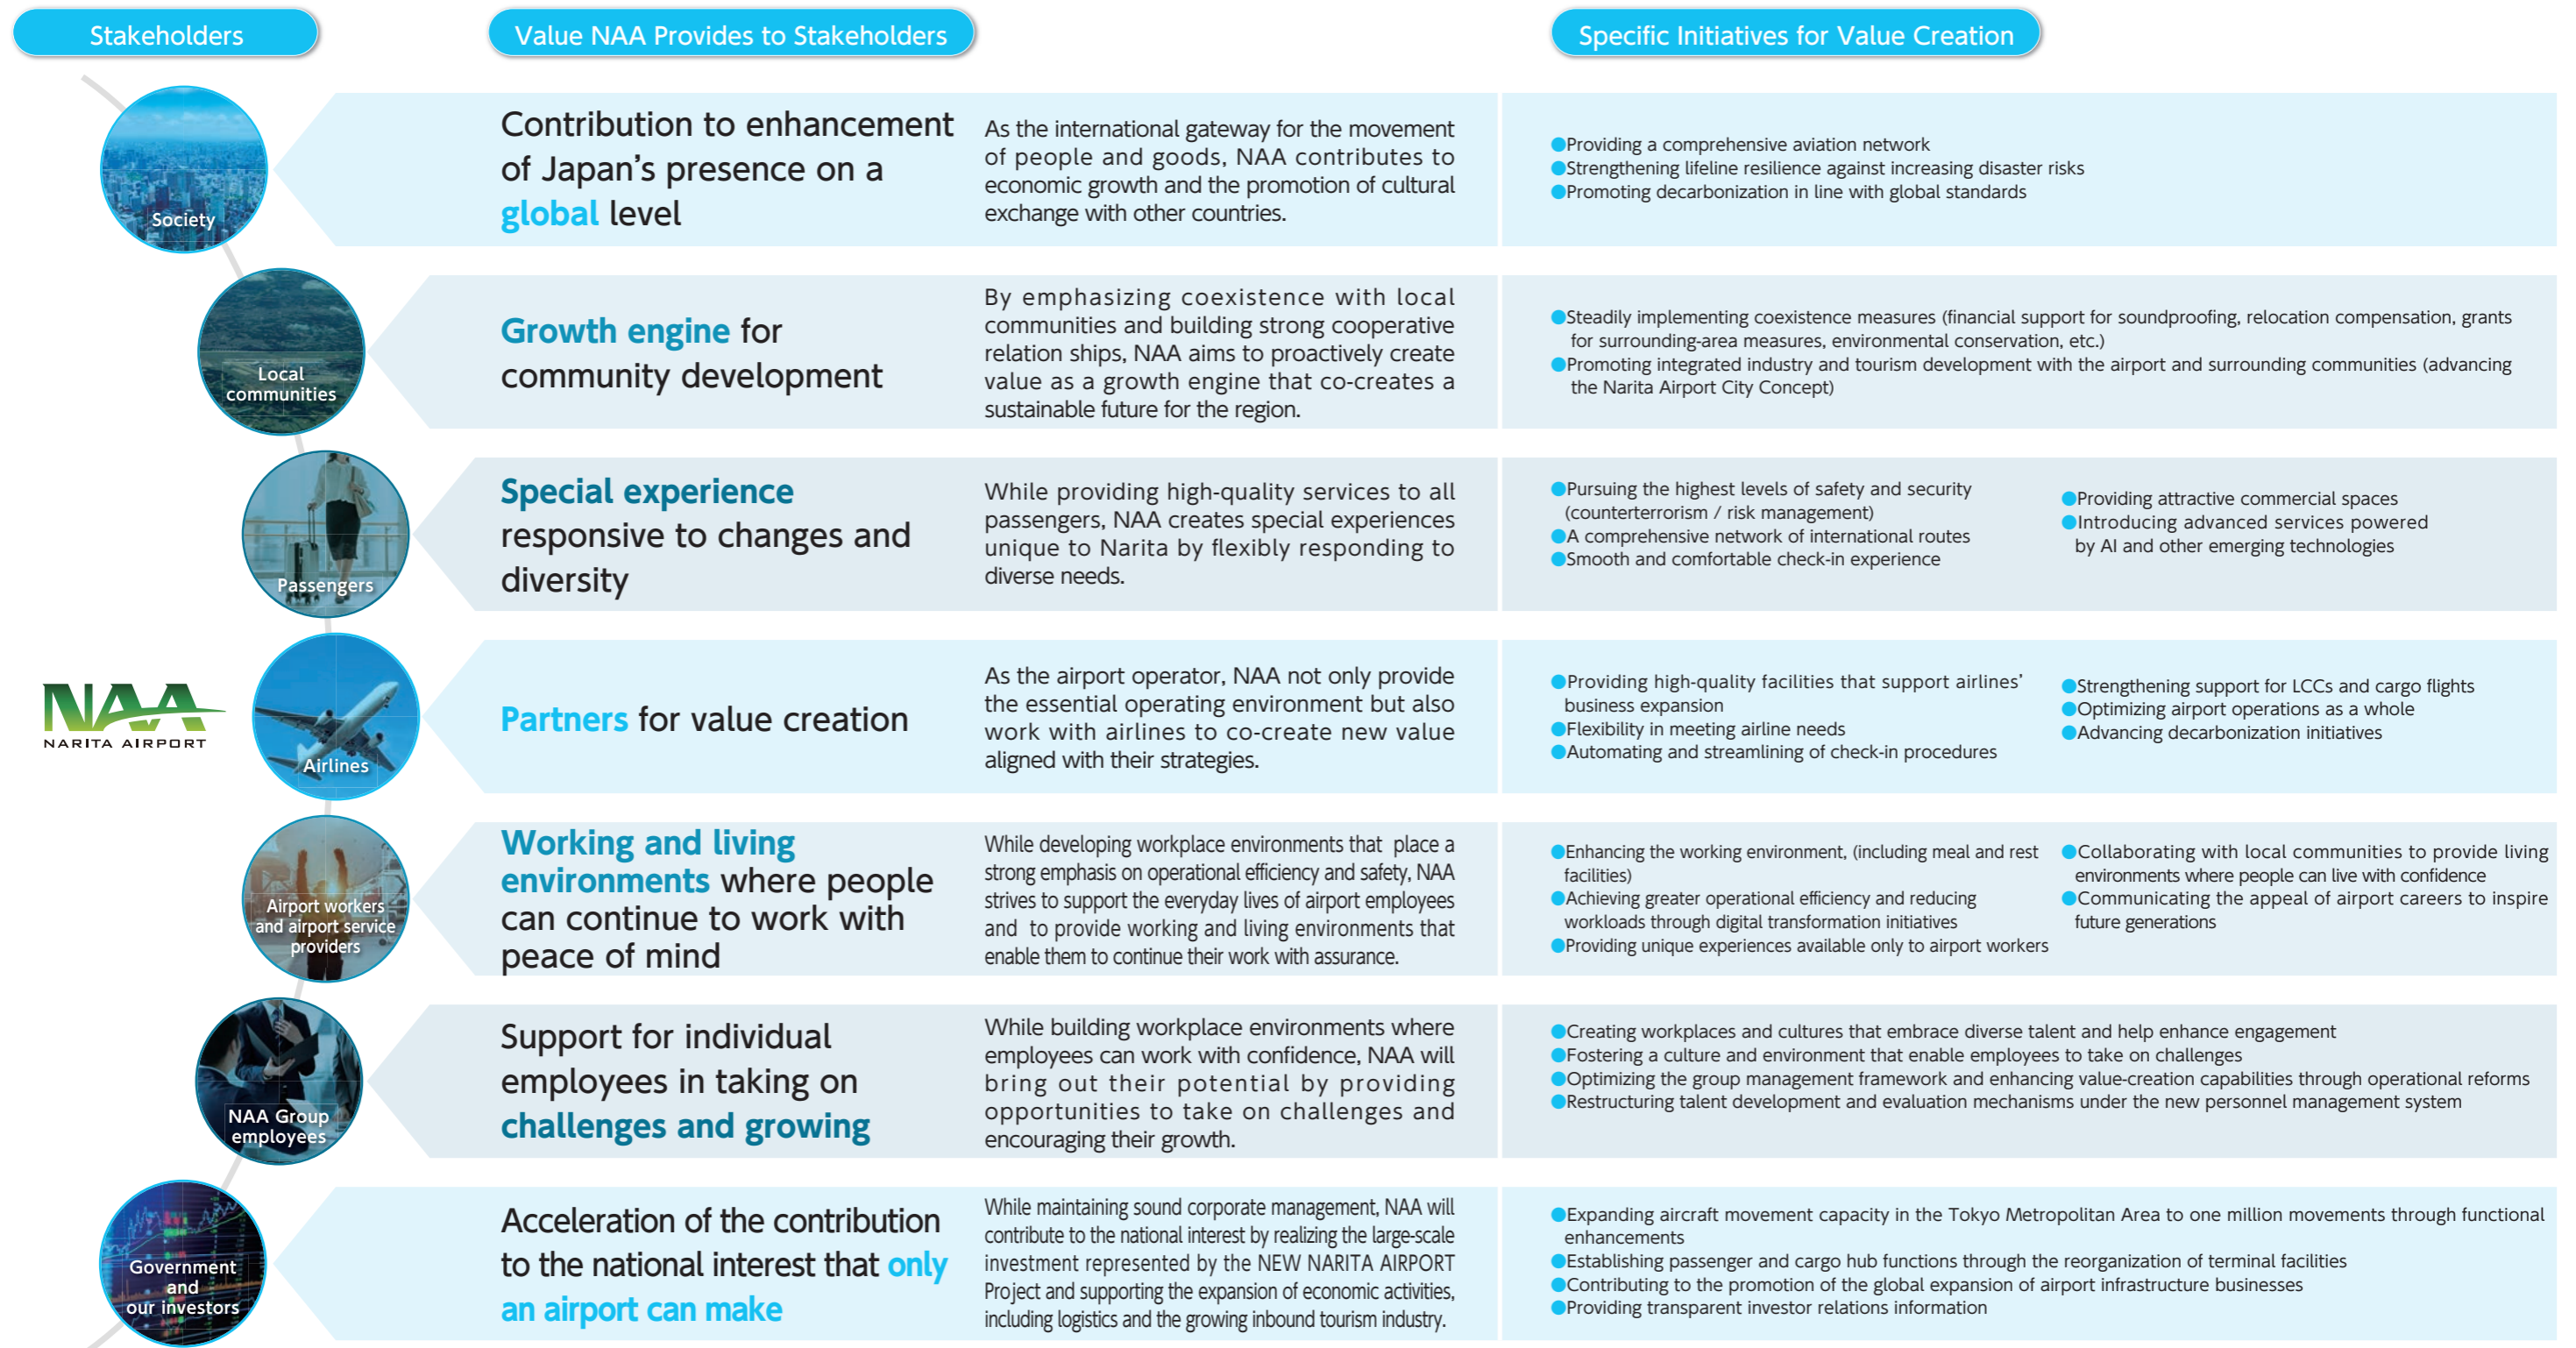 Stakeholders
Value NAA Provides to Stakeholders
Specific Initiatives for Value Creation
Society
Contribution to enhancement
of Japan's presence on a
global level
As the international gateway for the movement
of people and goods, NAA contributes to
economic growth and the promotion of cultural
exchange with other countries.
●Providing a comprehensive aviation network
●Strengthening lifeline resilience against increasing disaster risks
●Promoting decarbonization in line with global standards
Local
communities
Growth engine for
community development
By emphasizing coexistence with local
communities and building strong cooperative
relation ships, NAA aims to proactively create
value as a growth engine that co-creates a
sustainable future for the region.
●Steadily implementing coexistence measures (financial support for soundproofing, relocation compensation, grants
for surrounding-area measures, environmental conservation, etc.)
●Promoting integrated industry and tourism development with the airport and surrounding communities (advancing
the Narita Airport City Concept)
Passengers
Special experience
responsive to changes and
diversity
While providing high-quality services to all
passengers, NAA creates special experiences
unique to Narita by flexibly responding to
diverse needs.
●Pursuing the highest levels of safety and security
(counterterrorism / risk management)
●A comprehensive network of international routes
●Smooth and comfortable check-in experience
●Providing attractive commercial spaces
●Introducing advanced services powered
by AI and other emerging technologies
NAA
NARITA AIRPORT
Airlines
Partners for value creation
As the airport operator, NAA not only provide
the essential operating environment but also
work with airlines to co-create new value
aligned with their strategies.
●Providing high-quality facilities that support airlines'
business expansion
●Flexibility in meeting airline needs
●Automating and streamlining of check-in procedures
●Strengthening support for LCCs and cargo flights
●Optimizing airport operations as a whole
●Advancing decarbonization initiatives
Airport workers
and airport service
providers
Working and living
environments where people
can continue to work with
peace of mind
While developing workplace environments that place a
strong emphasis on operational efficiency and safety, NAA
strives to support the everyday lives of airport employees
and to provide working and living environments that
enable them to continue their work with assurance.
●Enhancing the working environment, (including meal and rest
facilities)
●Achieving greater operational efficiency and reducing
workloads through digital transformation initiatives
●Providing unique experiences available only to airport workers
●Collaborating with local communities to provide living
environments where people can live with confidence
●Communicating the appeal of airport careers to inspire
future generations
NAA Group
employees
Support for individual
employees in taking on
challenges and growing
While building workplace environments where
employees can work with confidence, NAA will
bring out their potential by providing
opportunities to take on challenges and
encouraging their growth.
●Creating workplaces and cultures that embrace diverse talent and help enhance engagement
●Fostering a culture and environment that enable employees to take on challenges
●Optimizing the group management framework and enhancing value-creation capabilities through operational reforms
●Restructuring talent development and evaluation mechanisms under the new personnel management system
Government
and
our investors
Acceleration of the contribution
to the national interest that only
an airport can make
While maintaining sound corporate management, NAA will
contribute to the national interest by realizing the large-scale
investment represented by the NEW NARITA AIRPORT
Project and supporting the expansion of economic activities,
including logistics and the growing inbound tourism industry.
●Expanding aircraft movement capacity in the Tokyo Metropolitan Area to one million movements through functional
enhancements
●Establishing passenger and cargo hub functions through the reorganization of terminal facilities
●Contributing to the promotion of the global expansion of airport infrastructure businesses
●Providing transparent investor relations information